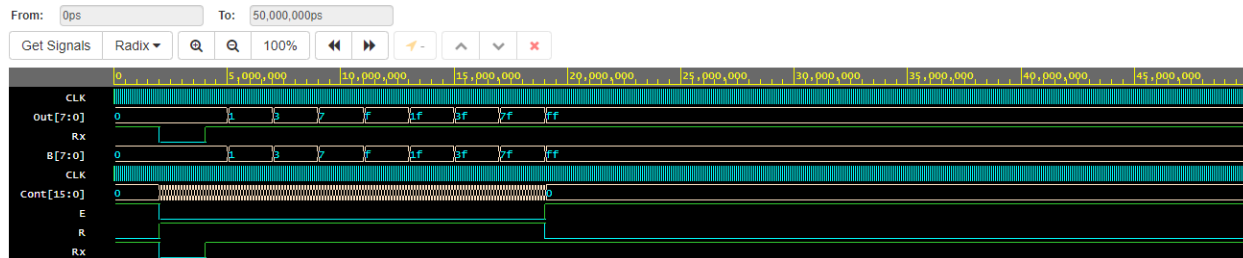 From: 0ps To: 50,000,000ps
Get Signals Radix 100% -
0 5,000,000 10,000,000 15,000,000 20,000,000 25,000,000 30,000,000 35,000,000 40,000,000 45,000,000
CLK
Out[7:0] 0 1 3 7 f 1f 3f 7f ff
Rx
B[7:0] 0 1 3 7 f 1f 3f 7f ff
CLK
Cont[15:0] 0 0
E
R
Rx